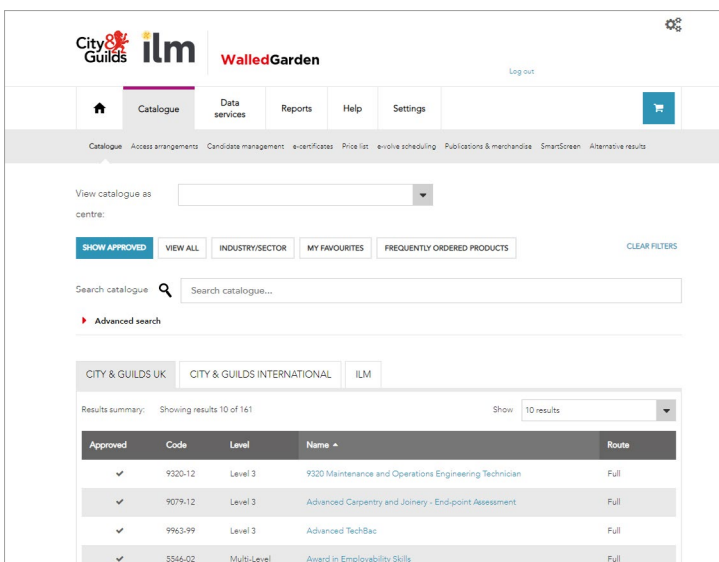 City&
Guilds
ilm
WalledGarden
Log out
Catalogue
Data
services
Reports
Help
Settings
Catalogue Access arrangements Candidate management e-certificates Price list e-volve scheduling Publications & merchandise SmartScreen Alternative results
View catalogue as
centre:
SHOW APPROVED VIEW ALL INDUSTRY/SECTOR MY FAVOURITES FREQUENTLY ORDERED PRODUCTS CLEAR FILTERS
Search catalogue Search catalogue...
Advanced search
CITY & GUILDS UK CITY & GUILDS INTERNATIONAL ILM
Results summary: Showing results 10 of 161 Show 10 results
Approved Code Level Name Route
9320-12 Level 3 9320 Maintenance and Operations Engineering Technician Full
9079-12 Level 3 Advanced Carpentry and Joinery - End-point Assessment Full
9963-99 Level 3 Advanced TechBac Full
5546-02 Multi-Level Award in Employability Skills Full